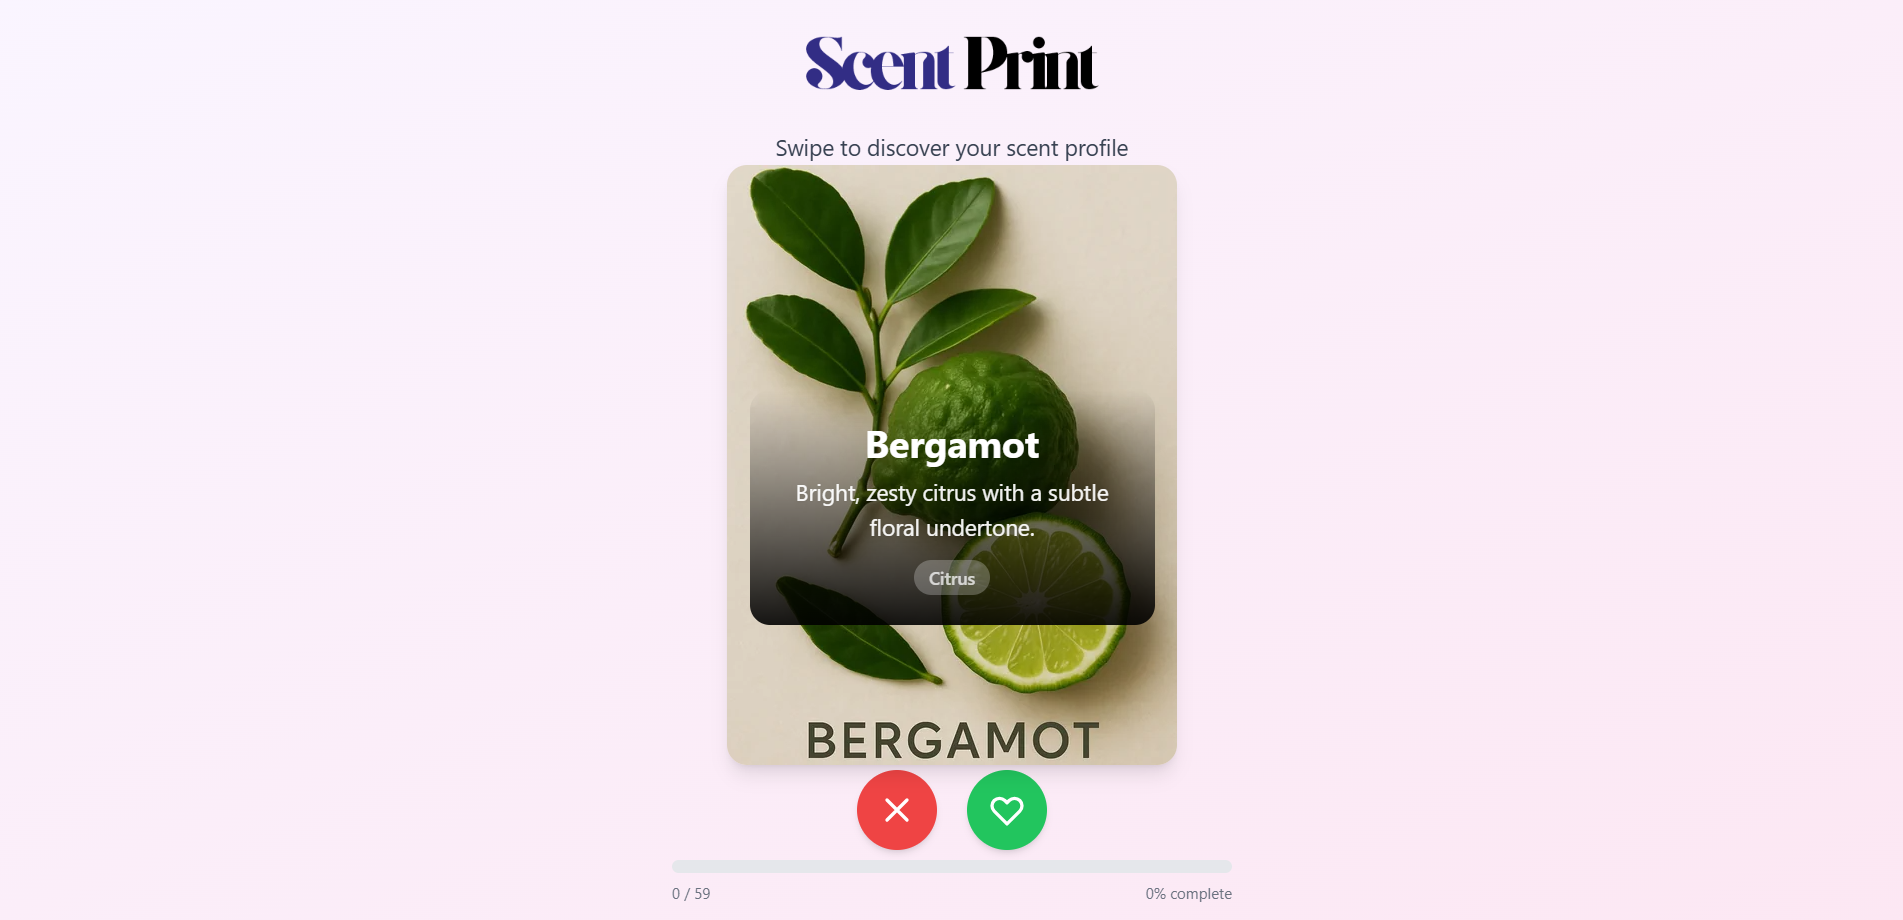 Scent Print
Swipe to discover your scent profile
Bergamot
Bright, zesty citrus with a subtle
floral undertone.
Citrus
BERGAMOT
0 / 59
0% complete